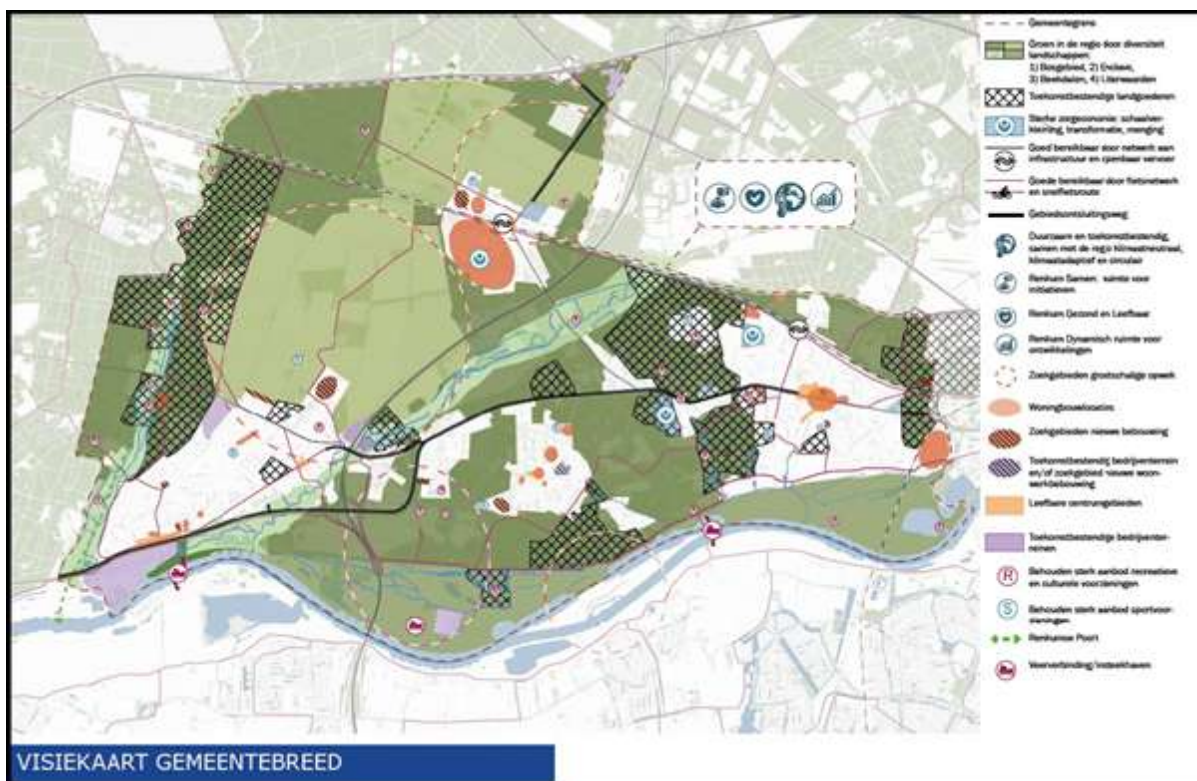 Gemeentegrens
Groen in de regio door diversiteit
landschappen:
1) Bosgebied, 2) Enclave,
3) Beekdalen, 4) Uiterwaarden
Toekomstbestendige landgoederen
Sterke zorgeconomie: schaalver-
kleining, transformatie, menging
Goed bereikbaar door netwerk aan
infrastructuur en openbaar vervoer
Goede bereikbaar door fietsnetwerk
en snelfietsroute
Gebiedsontsluitingsweg
Duurzaam en toekomstbestendig,
samen met de regio klimaatneutraal,
klimaatadaptief en circulair
Renkum Samen: ruimte voor
initiatieven
Renkum Gezond en Leefbaar
Renkum Dynamisch ruimte voor
ontwikkelingen
Zoekgebieden grootschalige opwek
Woningbouwlocaties
Zoekgebieden nieuwe bebouwing
Toekomstbestendig bedrijventerrein
en/of zoekgebied nieuwe woon-
werkbebouwing
Leefbare centrumgebieden
Toekomstbestendige bedrijventer-
reinen
R
Behouden sterk aanbod recreatieve
en culturele voorzieningen
S
Behouden sterk aanbod sportvoor-
zieningen
Renkumse Poort
Veerverbinding/insteekhaven
VISIEKAART GEMEENTEBREED